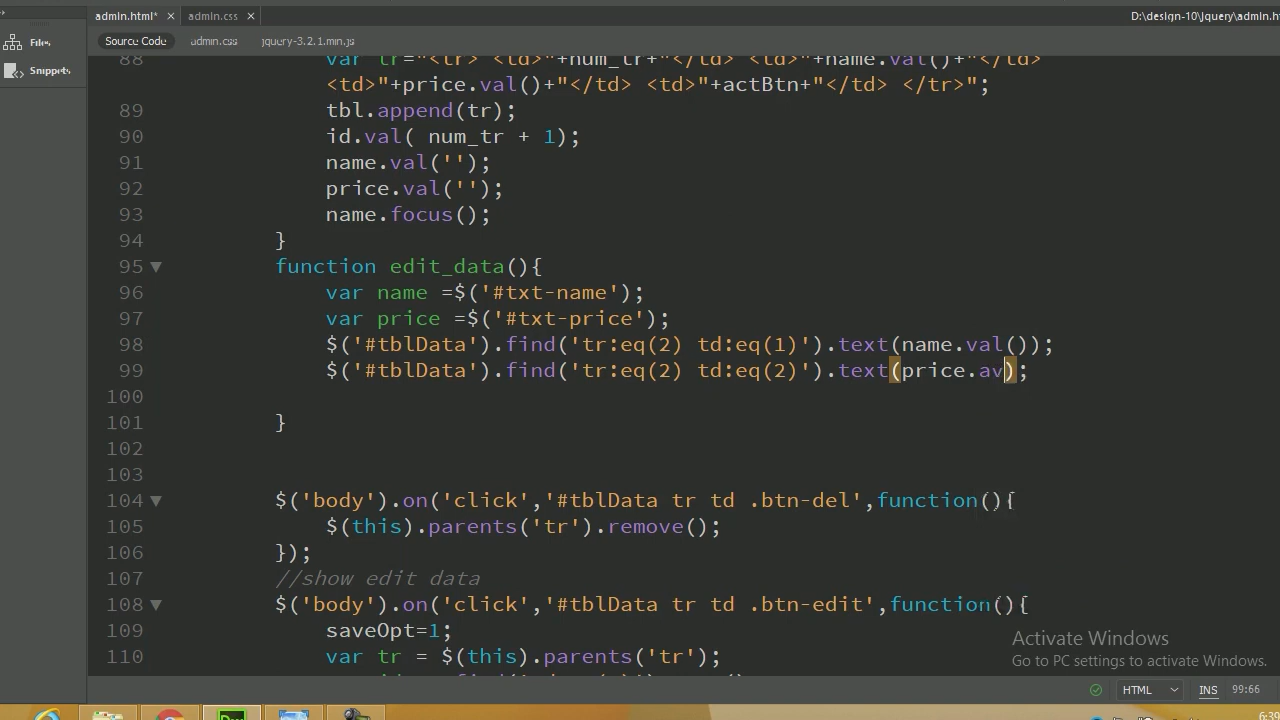 admin.html* ×
admin.css ×
D:\design-10\jquery\admin.ht
Source Code
admin.css
jquery-3.2.1.min.js
Files
Snippets
88 var tr="<tr> <td>"+num_tr+"</td> <td>"+name.val()+"</td>
<td>"+price.val()+"</td> <td>"+actBtn+"</td> </tr>";
89 tbl.append(tr);
90 id.val( num_tr + 1);
91 name.val('');
92 price.val('');
93 name.focus();
94 }
95 function edit_data(){
96 var name =$('#txt-name');
97 var price =$('#txt-price');
98 $('#tblData').find('tr:eq(2) td:eq(1)').text(name.val());
99 $('#tblData').find('tr:eq(2) td:eq(2)').text(price.av);
100
101 }
102
103
104 $('body').on('click','#tblData tr td .btn-del',function(){
105 $(this).parents('tr').remove();
106 });
107 //show edit data
108 $('body').on('click','#tblData tr td .btn-edit',function(){
109 saveOpt=1;
110 var tr = $(this).parents('tr');
Activate Windows
Go to PC settings to activate Windows.
HTML
INS
99:66
6:39